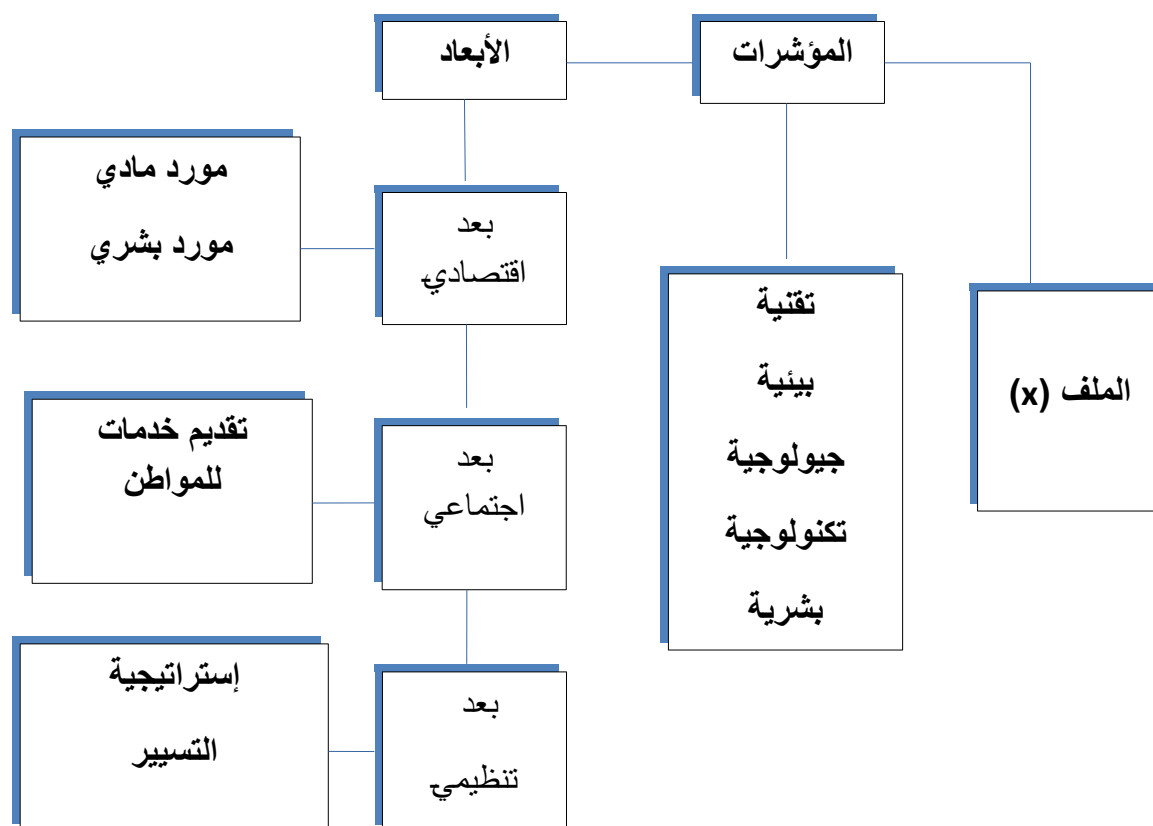 المؤشرات
الأبعاد
الملف (x)
تقنية
بيئية
جيولوجية
تكنولوجية
بشرية
بعد
اقتصادي
مورد مادي
مورد بشري
بعد
اجتماعي
تقديم خدمات
للمواطن
بعد
تنظيمي
إستراتيجية
التسيير